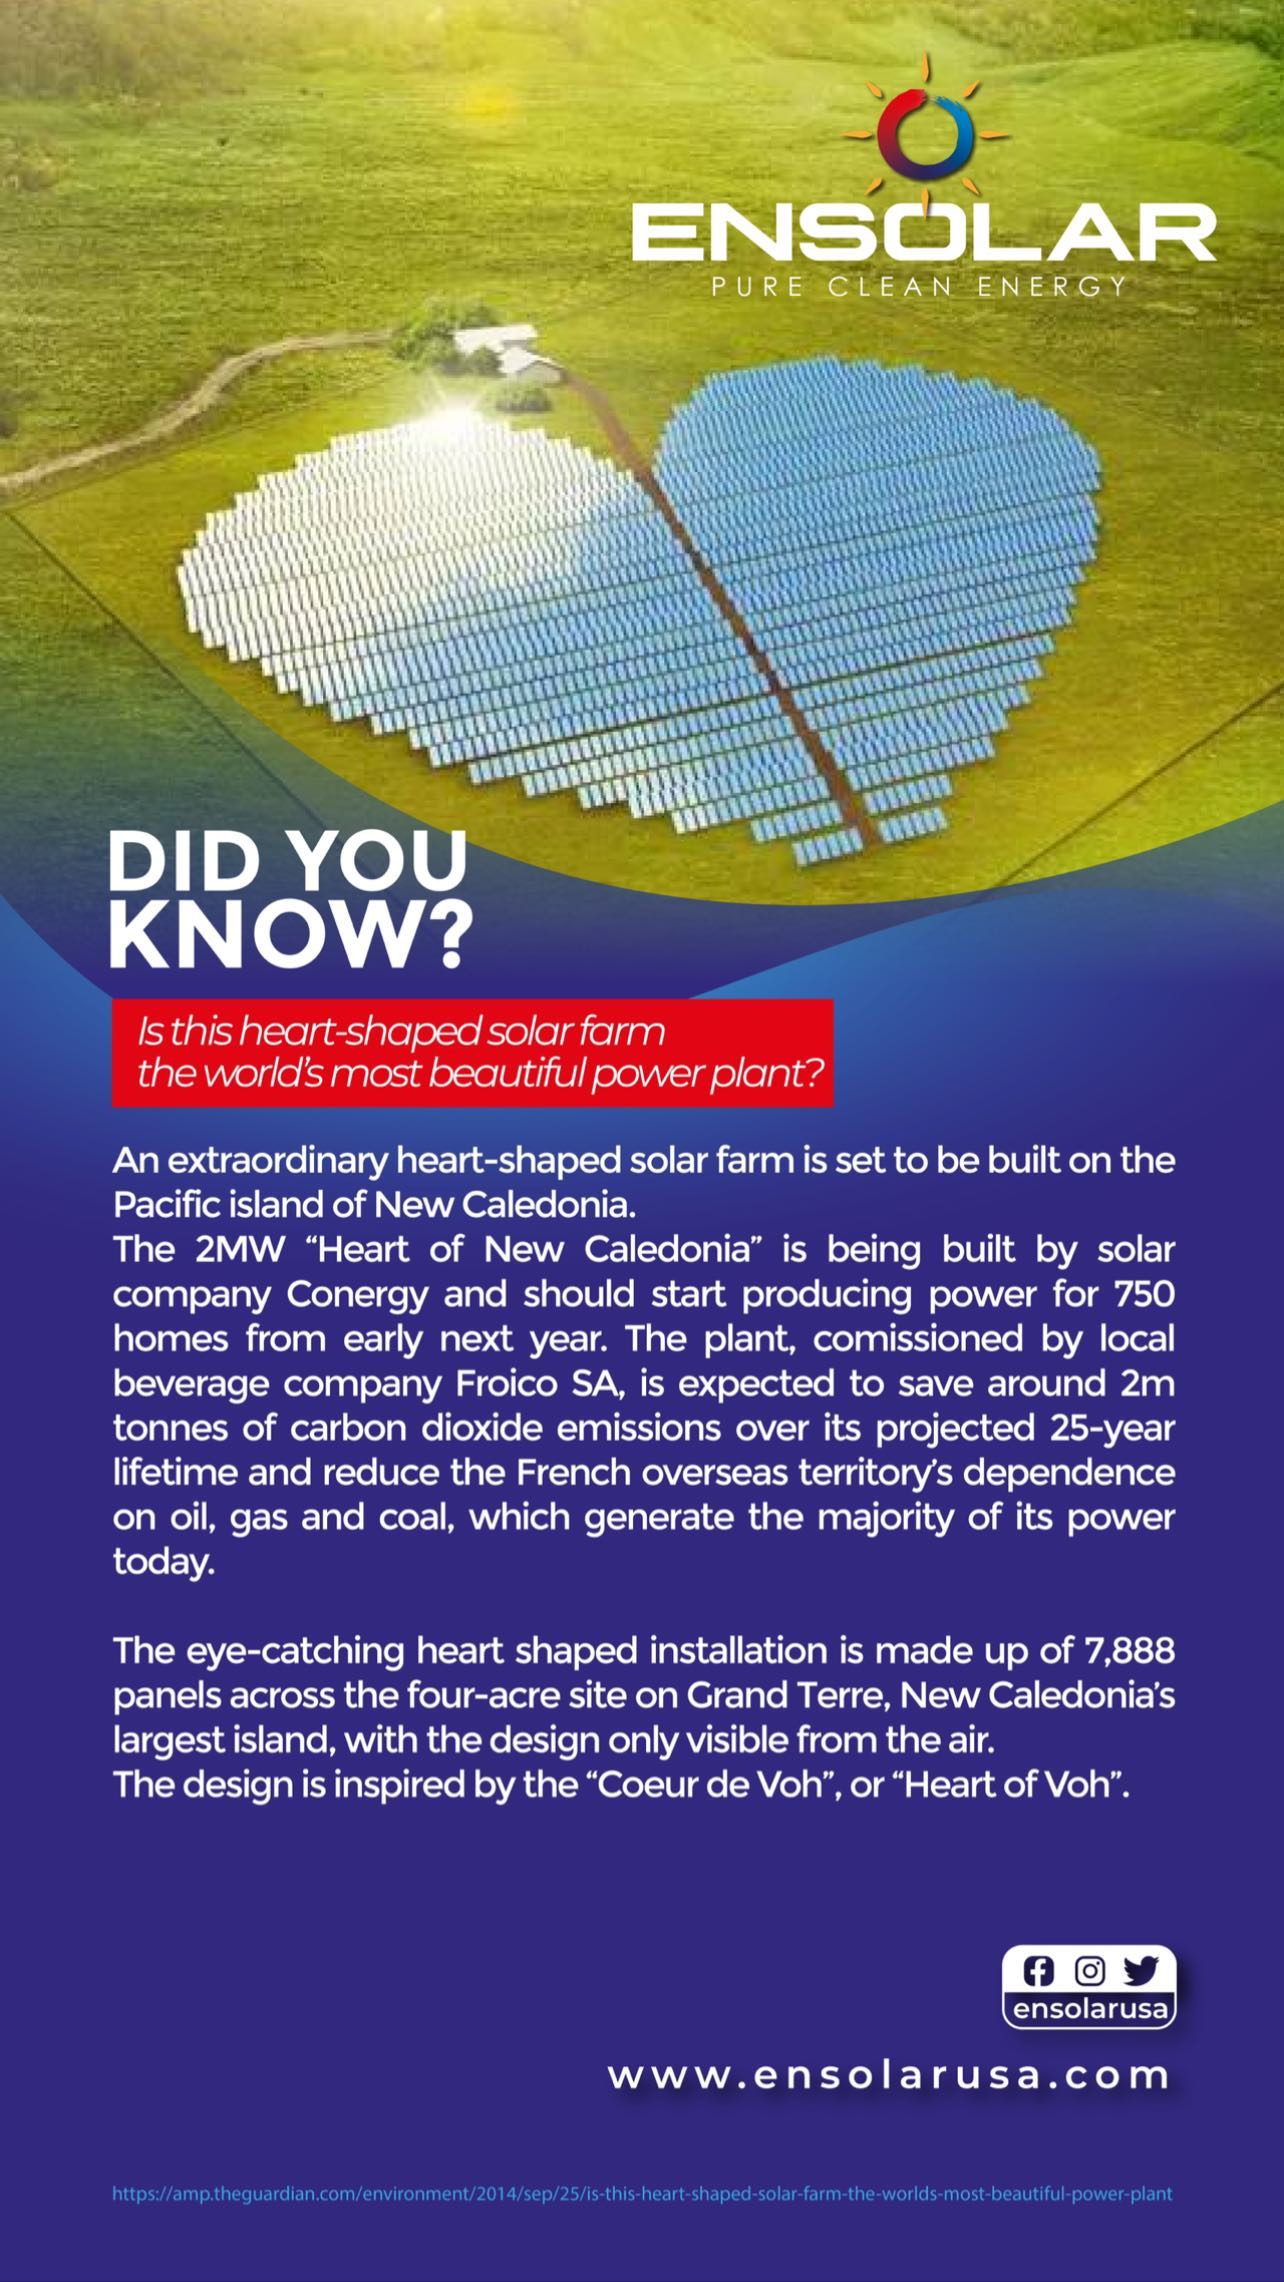 ENSOLAR
PURE CLEAN ENERGY
DID YOU
KNOW?
Is this heart-shaped solar farm
the world's most beautiful power plant?
An extraordinary heart-shaped solar farm is set to be built on the
Pacific island of New Caledonia.
The 2MW “Heart of New Caledonia” is being built by solar
company Conergy and should start producing power for 750
homes from early next year. The plant, comissioned by local
beverage company Froico SA, is expected to save around 2m
tonnes of carbon dioxide emissions over its projected 25-year
lifetime and reduce the French overseas territory's dependence
on oil, gas and coal, which generate the majority of its power
today.
The eye-catching heart shaped installation is made up of 7,888
panels across the four-acre site on Grand Terre, New Caledonia's
largest island, with the design only visible from the air.
The design is inspired by the “Coeur de Voh”, or “Heart of Voh”.
ensolarusa
www.ensolarusa.com
https://amp.theguardian.com/environment/2014/sep/25/is-this-heart-shaped-solar-farm-the-worlds-most-beautiful-power-plant